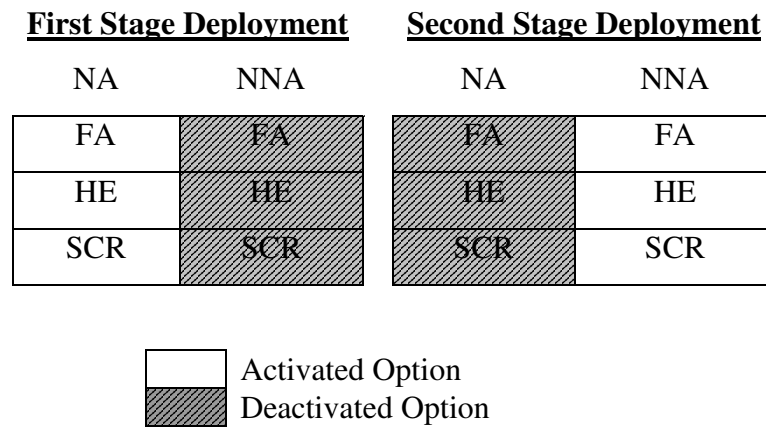 First Stage Deployment Second Stage Deployment
NA NNA NA NNA
FA FA FA FA
HE HE HE HE
SCR SCR SCR SCR
Activated Option
Deactivated Option